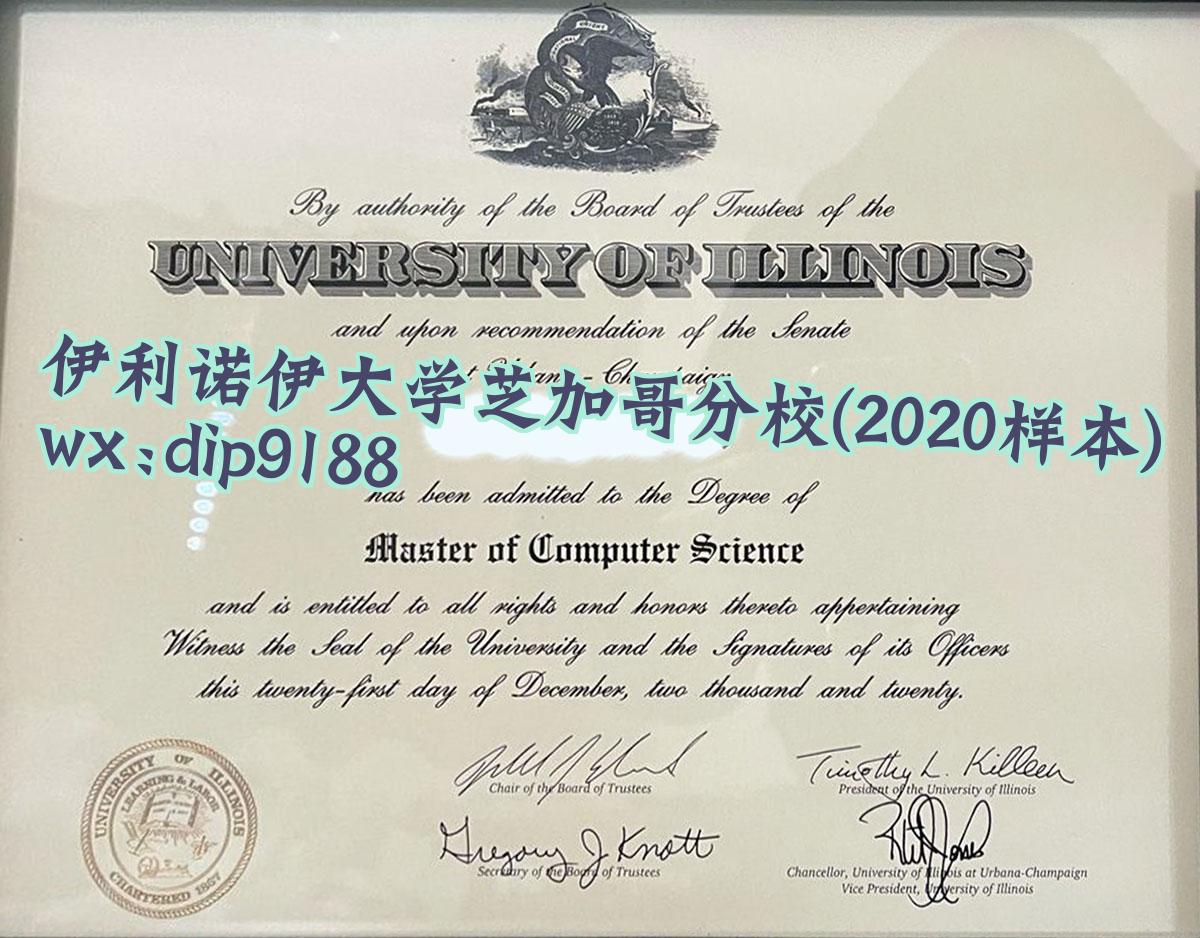 By authority of the Board of Trustees of the
UNIVERSITY OF ILLINOIS
and upon recommendation of the Senate
伊利诺伊大学芝加哥分校(2020样本)
wx:dip9188
has been admitted to the Degree of
Master of Computer Science
and is entitled to all rights and honors thereto appertaining
Witness the Seal of the University and the Signatures of its Officers
this twenty-first day of December, two thousand and twenty.
Chair of the Board of Trustees
Timothy L. Killeen
President of the University of Illinois
Gregory J Knott
Secretary of the Board of Trustees
Chancellor, University of Illinois at Urbana-Champaign
Vice President, University of Illinois
UNIVERSITY OF ILLINOIS
LEARNING & LABOR
CHARTERED 1867